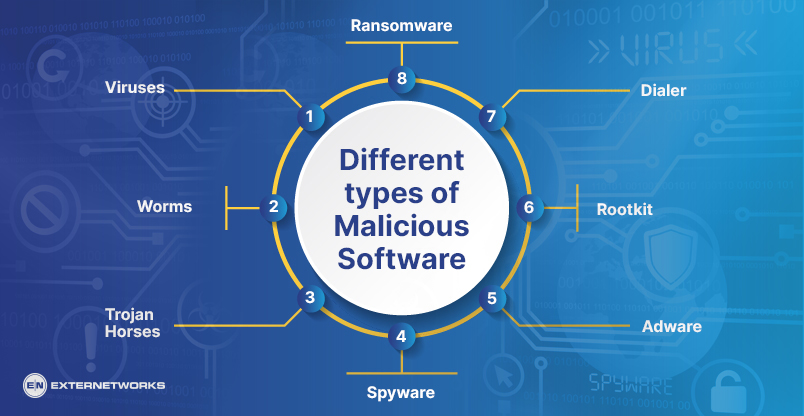 Ransomware
8
Viruses
1
7
Dialer
VIRUS
Different
types of
Malicious
Software
Worms
2
6
Rootkit
Trojan
Horses
3
5
Adware
4
Spyware
SPYWARE
EN EXTERNETWORKS